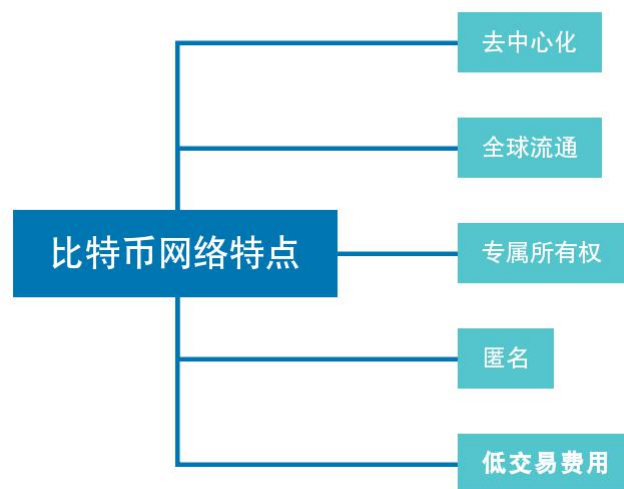 比特币网络特点
去中心化
全球流通
专属所有权
匿名
低交易费用